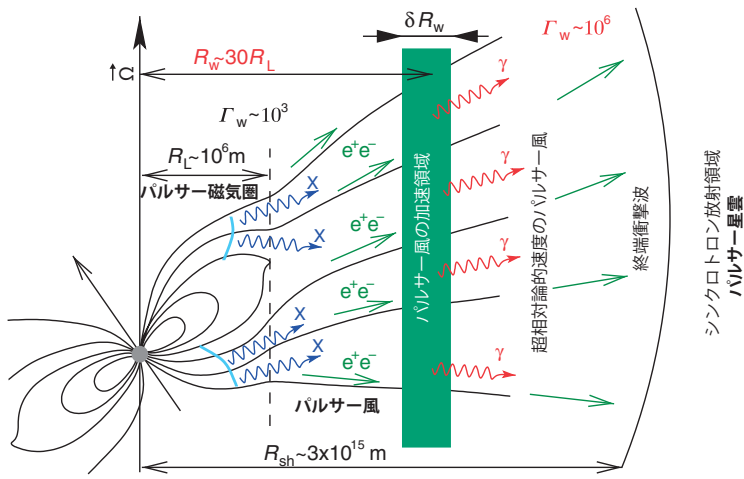 δR_w
Γ_w~10^6
→Ω
R_w~30R_L
Γ_w~10^3
R_L~10^6m
パルサー磁気圏
X
X
X
X
e⁺e⁻
e⁺e⁻
e⁺e⁻
e⁺e⁻
パルサー風
パルサー風の加速領域
γ
γ
γ
γ
超相対論的速度のパルサー風
終端衝撃波
シンクロトロン放射領域
パルサー星雲
R_sh~3x10^15 m